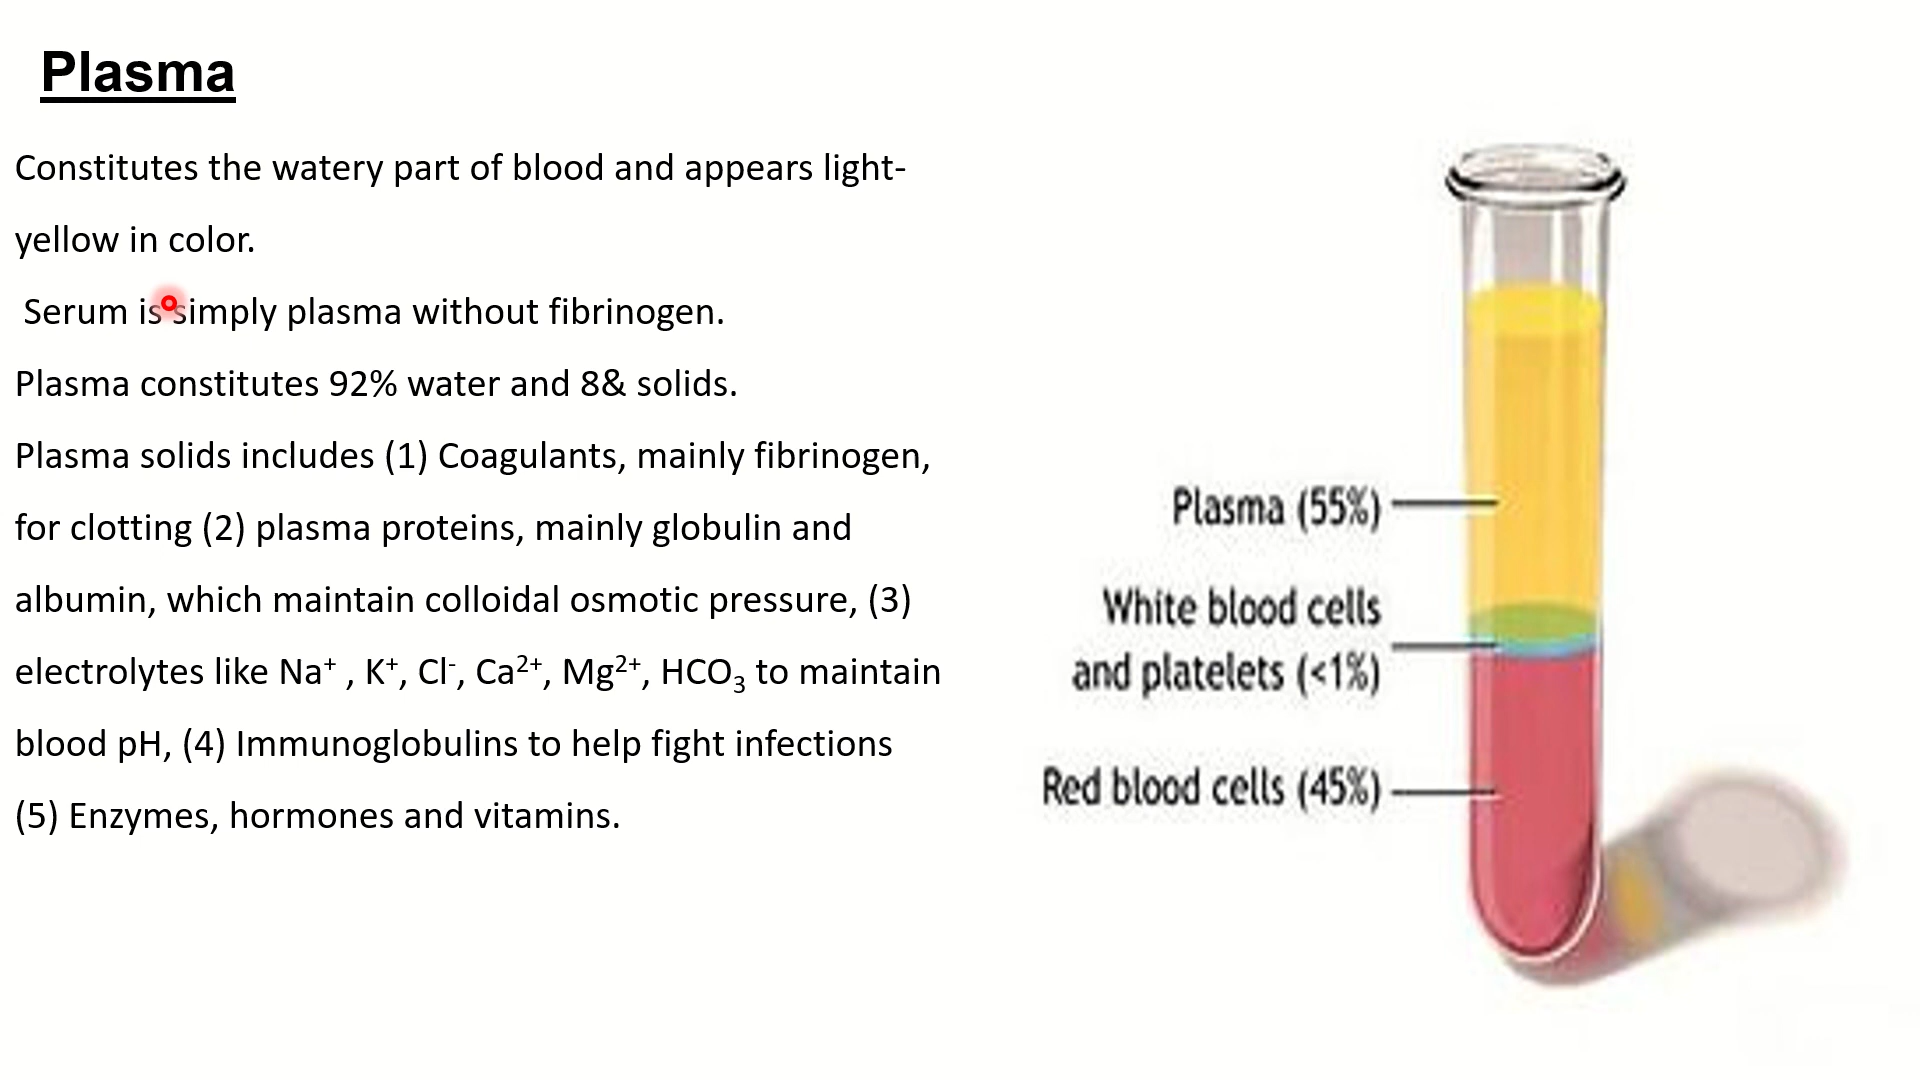 Plasma
Constitutes the watery part of blood and appears light-
yellow in color.
Serum is simply plasma without fibrinogen.
Plasma constitutes 92% water and 8& solids.
Plasma solids includes (1) Coagulants, mainly fibrinogen,
for clotting (2) plasma proteins, mainly globulin and
albumin, which maintain colloidal osmotic pressure, (3)
electrolytes like Na⁺ , K⁺, Cl⁻, Ca²⁺, Mg²⁺, HCO₃ to maintain
blood pH, (4) Immunoglobulins to help fight infections
(5) Enzymes, hormones and vitamins.
Plasma (55%)
White blood cells
and platelets (<1%)
Red blood cells (45%)